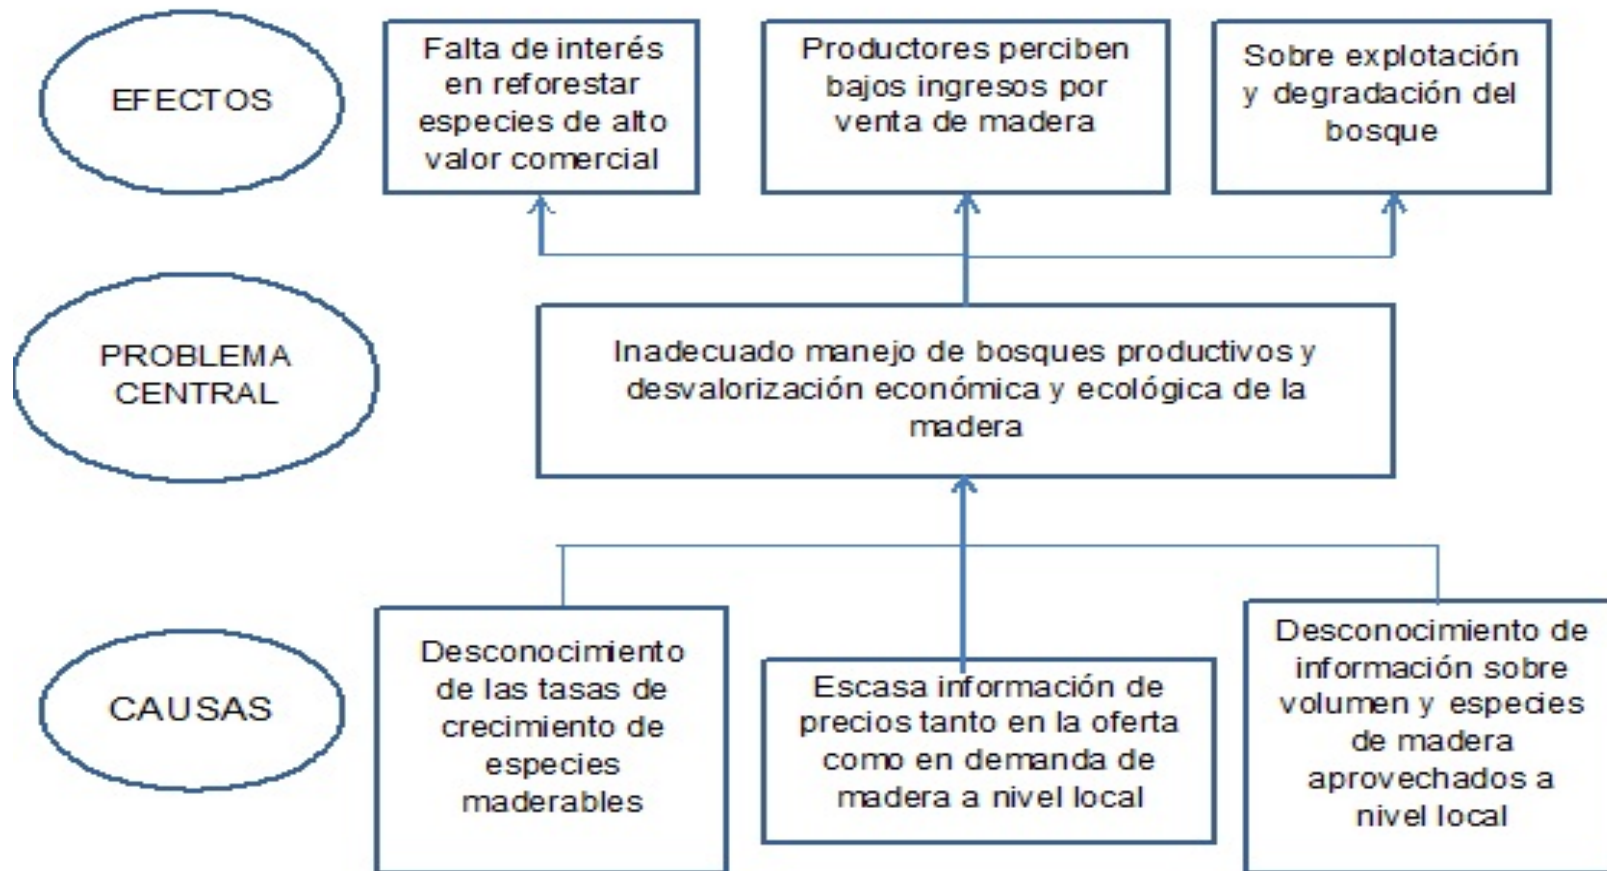 EFECTOS
Falta de interés
en reforestar
especies de alto
valor comercial
Productores perciben
bajos ingresos por
venta de madera
Sobre explotación
y degradación del
bosque
PROBLEMA
CENTRAL
Inadecuado manejo de bosques productivos y
desvalorización económica y ecológica de la
madera
CAUSAS
Desconocimiento
de las tasas de
crecimiento de
especies
maderables
Escasa información de
precios tanto en la oferta
como en demanda de
madera a nivel local
Desconocimiento de
información sobre
volumen y especies
de madera
aprovechados a
nivel local